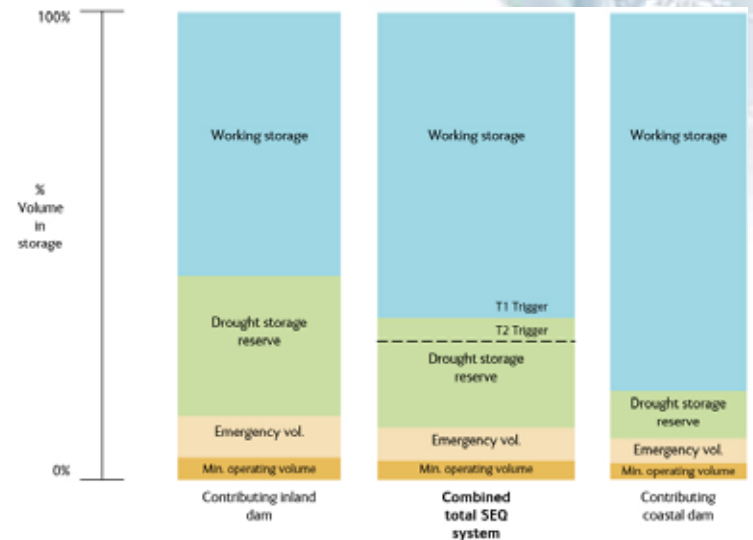 100%
%
Volume
in
storage
0%
Working storage
Drought storage
reserve
Emergency vol.
Min. operating volume
Contributing inland
dam
Working storage
T1 Trigger
T2 Trigger
Drought storage
reserve
Emergency vol.
Min. operating volume
Combined
total SEQ
system
Working storage
Drought storage
reserve
Emergency vol.
Min. operating volume
Contributing
coastal dam